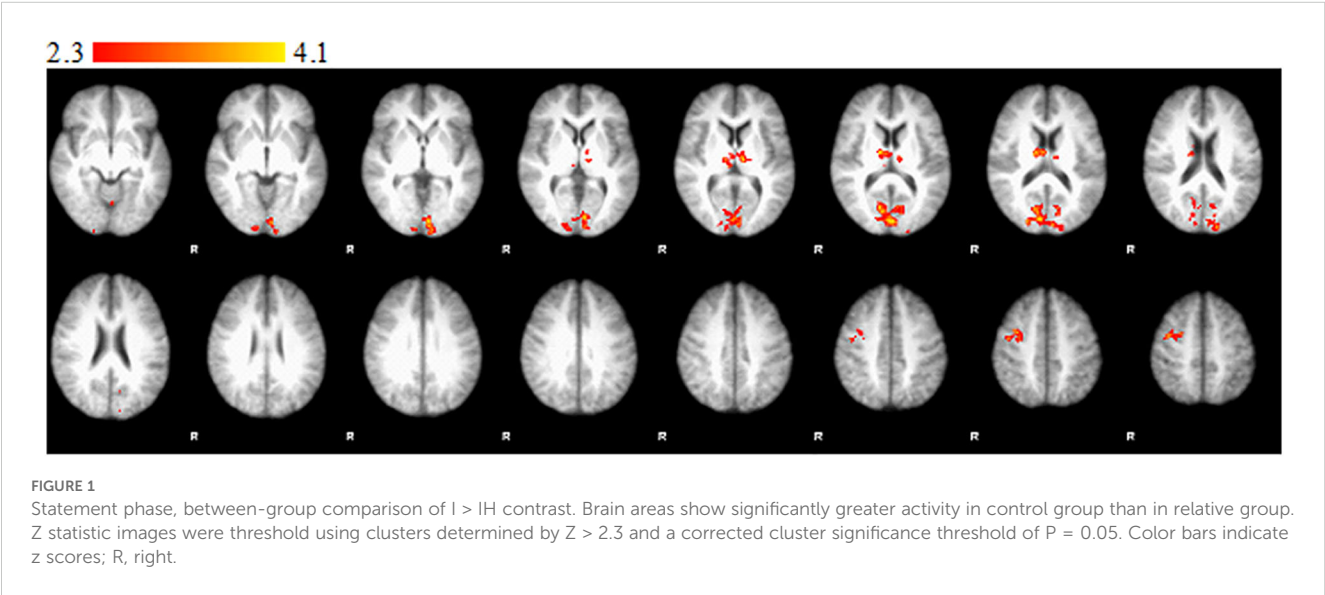 2.3 4.1
R R R R R R R
R R R R R R R
FIGURE 1
Statement phase, between-group comparison of I > IH contrast. Brain areas show significantly greater activity in control group than in relative group.
Z statistic images were threshold using clusters determined by Z > 2.3 and a corrected cluster significance threshold of P = 0.05. Color bars indicate
z scores; R, right.